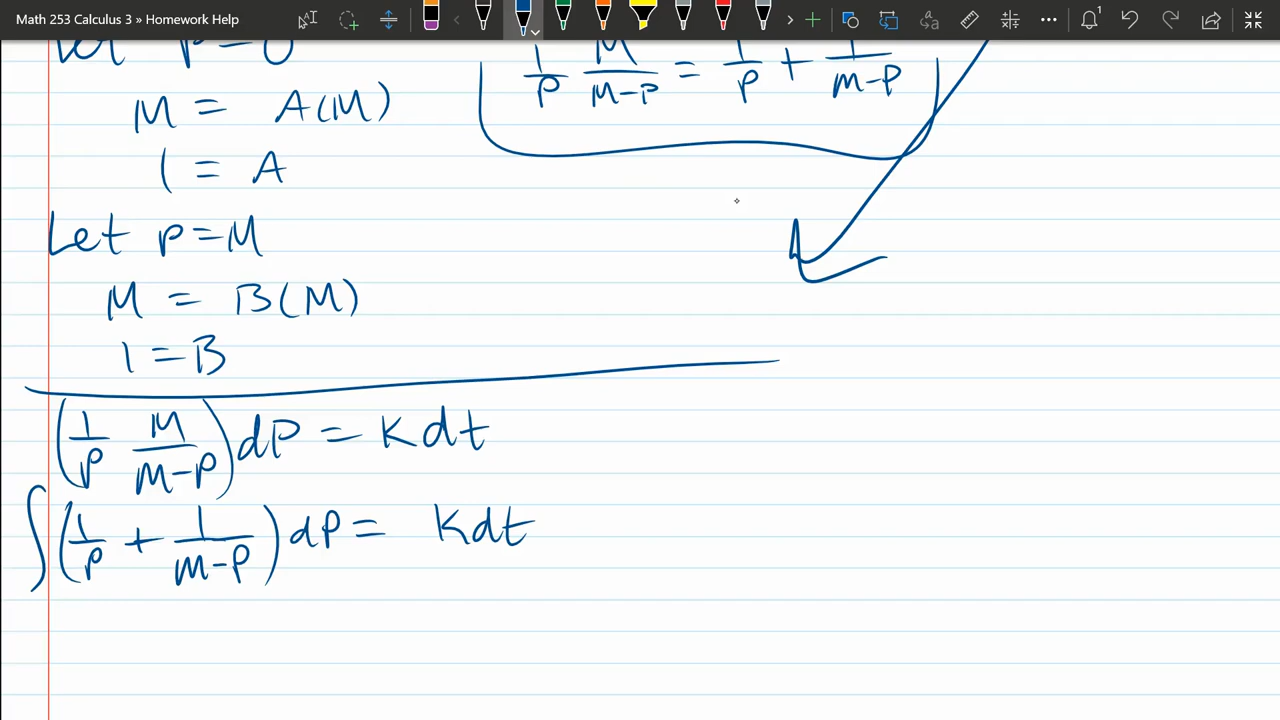 Math 253 Calculus 3 » Homework Help
Let P=0
1/P M/(M-P) = 1/P + 1/(M-P)
M = A(M)
1 = A
Let P=M
M = B(M)
1 = B
(1/P M/(M-P)) dP = K dt
∫(1/P + 1/(M-P)) dP = K dt